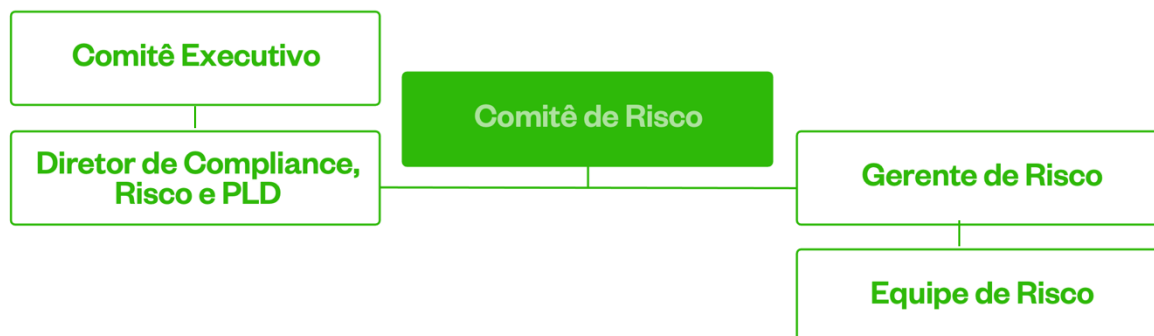 Comitê Executivo
Comitê de Risco
Diretor de Compliance,
Risco e PLD
Gerente de Risco
Equipe de Risco